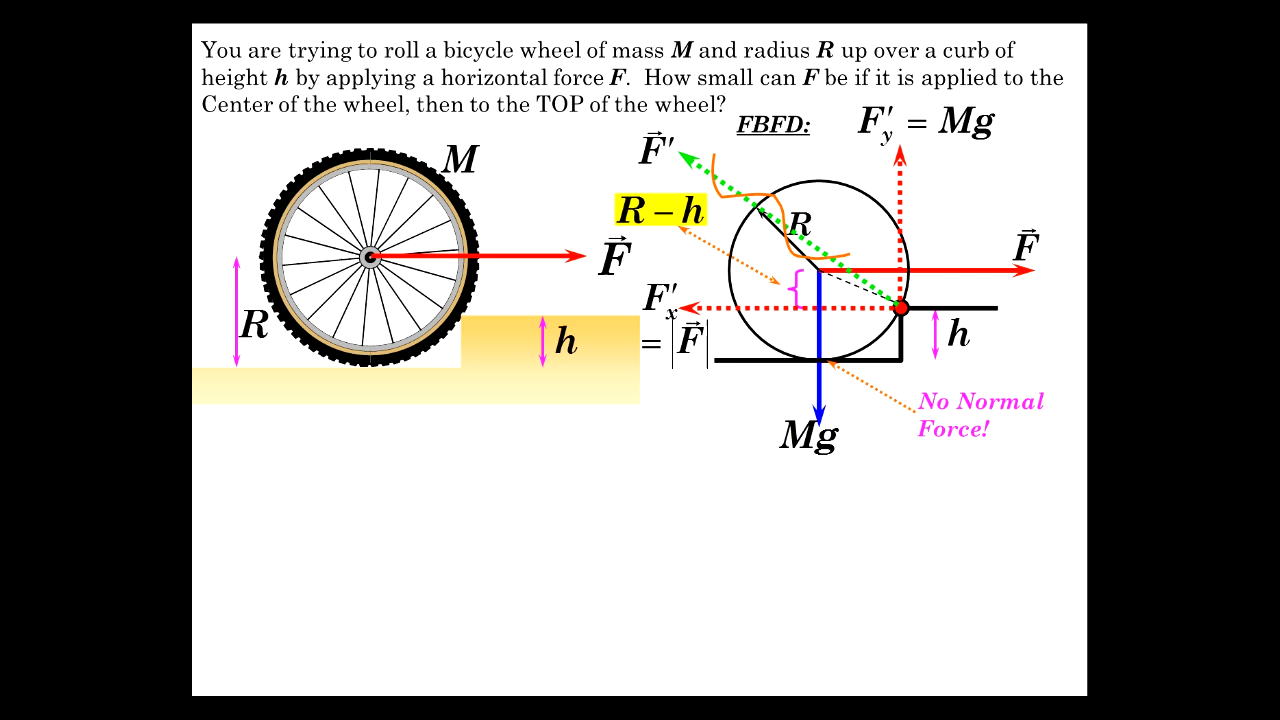 You are trying to roll a bicycle wheel of mass M and radius R up over a curb of
height h by applying a horizontal force F. How small can F be if it is applied to the
Center of the wheel, then to the TOP of the wheel?
FBFD:
F⃗′
F′y = Mg
M
R – h
R
F⃗
F⃗
F′x
= |F⃗|
R
h
h
No Normal
Force!
Mg